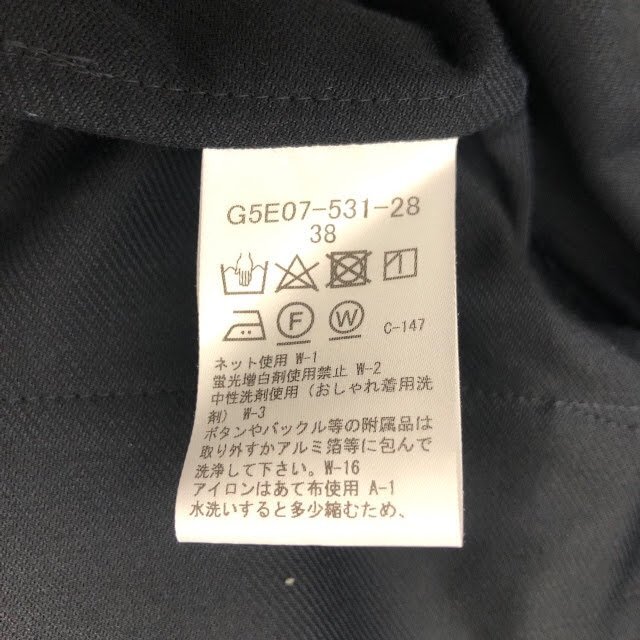 G5E07-531-28
38
F W C-147
ネット使用 W-1
蛍光増白剤使用禁止 W-2
中性洗剤使用（おしゃれ着用洗
剤）W-3
ボタンやバックル等の附属品は
取り外すかアルミ箔等に包んで
洗浄して下さい。W-16
アイロンはあて布使用 A-1
水洗いすると多少縮むため、